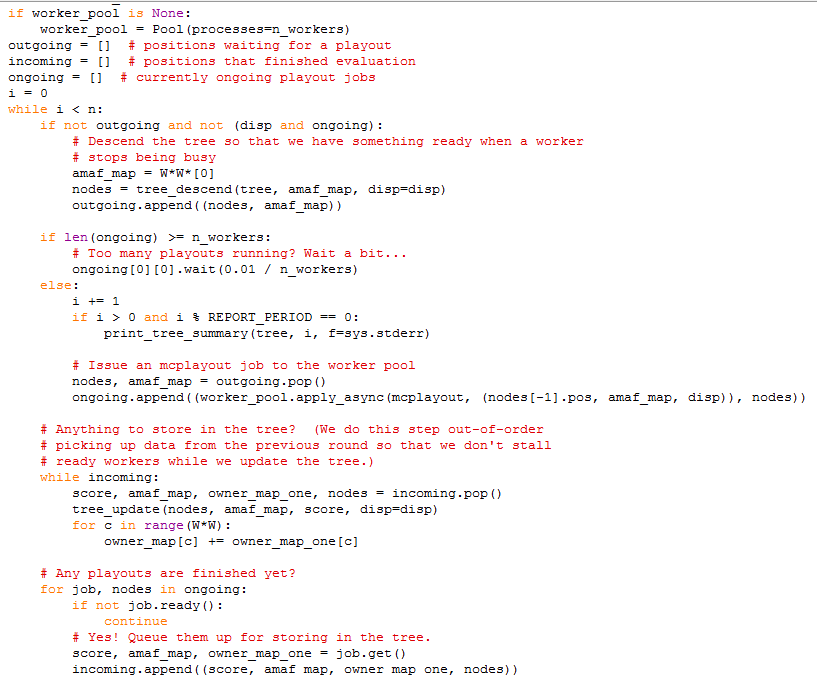 if worker_pool is None:
    worker_pool = Pool(processes=n_workers)
outgoing = []  # positions waiting for a playout
incoming = []  # positions that finished evaluation
ongoing = []  # currently ongoing playout jobs
i = 0
while i < n:
    if not outgoing and not (disp and ongoing):
        # Descend the tree so that we have something ready when a worker
        # stops being busy
        amaf_map = W*W*[0]
        nodes = tree_descend(tree, amaf_map, disp=disp)
        outgoing.append((nodes, amaf_map))

    if len(ongoing) >= n_workers:
        # Too many playouts running? Wait a bit...
        ongoing[0][0].wait(0.01 / n_workers)
    else:
        i += 1
        if i > 0 and i % REPORT_PERIOD == 0:
            print_tree_summary(tree, i, f=sys.stderr)

        # Issue an mcplayout job to the worker pool
        nodes, amaf_map = outgoing.pop()
        ongoing.append((worker_pool.apply_async(mcplayout, (nodes[-1].pos, amaf_map, disp)), nodes))

    # Anything to store in the tree?  (We do this step out-of-order
    # picking up data from the previous round so that we don't stall
    # ready workers while we update the tree.)
    while incoming:
        score, amaf_map, owner_map_one, nodes = incoming.pop()
        tree_update(nodes, amaf_map, score, disp=disp)
        for c in range(W*W):
            owner_map[c] += owner_map_one[c]

    # Any playouts are finished yet?
    for job, nodes in ongoing:
        if not job.ready():
            continue
        # Yes! Queue them up for storing in the tree.
        score, amaf_map, owner_map_one = job.get()
        incoming.append((score, amaf_map, owner_map_one, nodes))